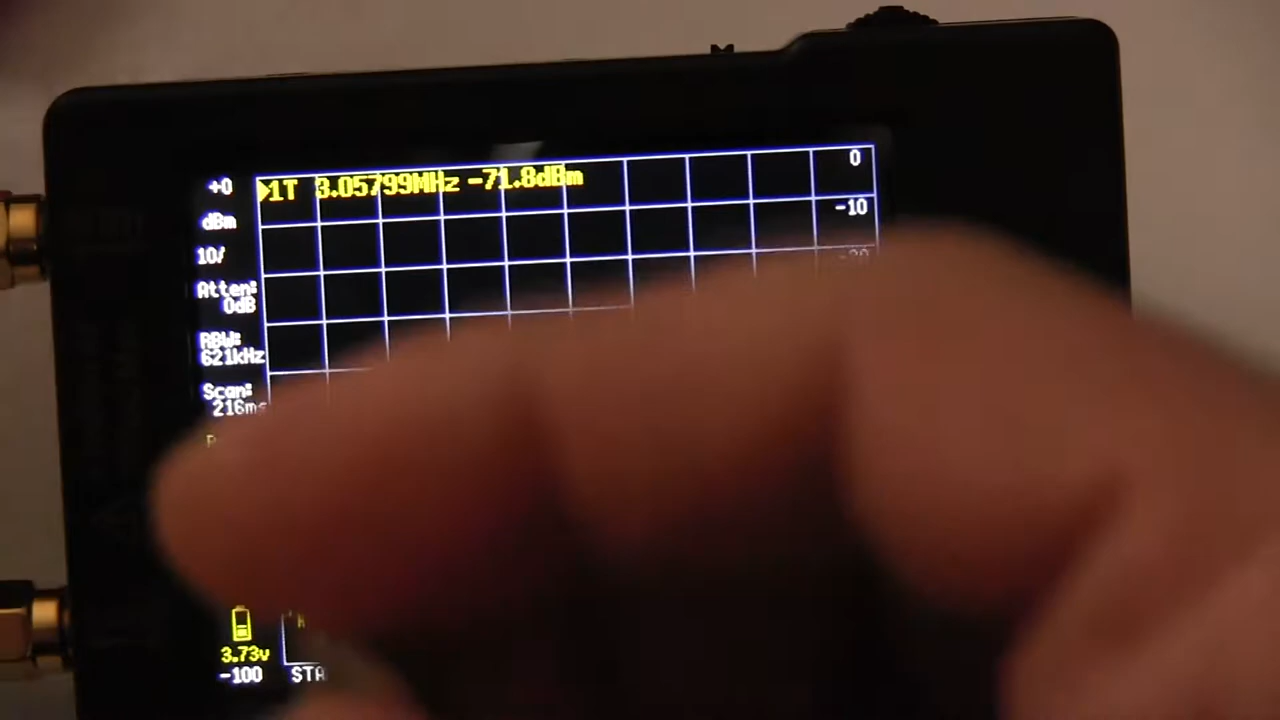 +0
▶1T 3.05799MHz -71.8dBm
0
dBm
-10
10/
-20
Atten:
0dB
RBW:
621kHz
Scan:
216ms
3.73v
-100